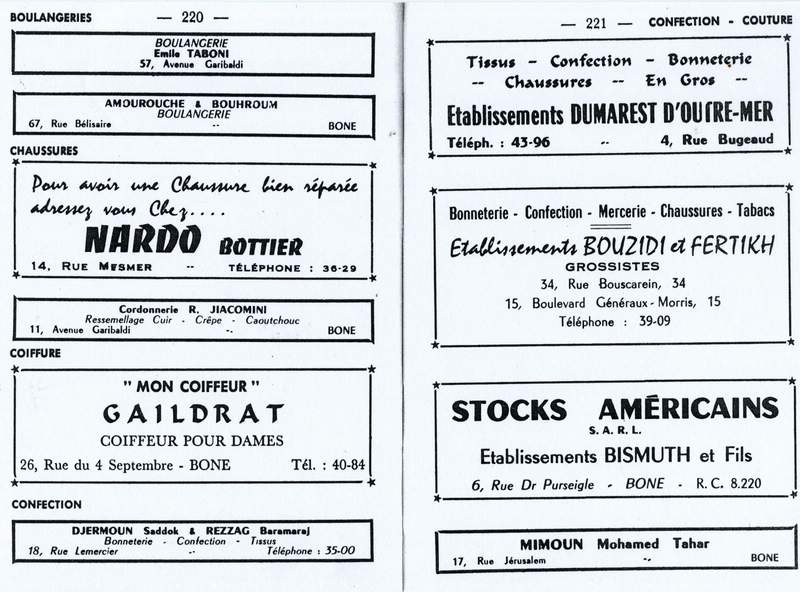 BOULANGERIES — 220 —
BOULANGERIE
Emile TABONI
57, Avenue Garibaldi
AMOUROUCHE & BOUHROUM
BOULANGERIE
67, Rue Bélisaire -- BONE
CHAUSSURES
Pour avoir une Chaussure bien réparée
adressez vous Chez....
NARDO BOTTIER
14, RUE MESMER -- TÉLÉPHONE : 36-29
Cordonnerie R. JIACOMINI
Ressemellage Cuir - Crêpe - Caoutchouc
11, Avenue Garibaldi -- BONE
COIFFURE
" MON COIFFEUR "
GAILDRAT
COIFFEUR POUR DAMES
26, Rue du 4 Septembre - BONE Tél. : 40-84
CONFECTION
DJERMOUN Saddok & REZZAG Baramaraj
Bonneterie - Confection - Tissus
18, Rue Lemercier -- Téléphone : 35-00
— 221 — CONFECTION - COUTURE
Tissus - Confection - Bonneterie
-- Chaussures -- En Gros --
Etablissements DUMAREST D'OUTRE-MER
Téléph. : 43-96 -- 4, Rue Bugeaud
Bonneterie - Confection - Mercerie - Chaussures - Tabacs
Etablissements BOUZIDI et FERTIKH
GROSSISTES
34, Rue Bouscarein, 34
15, Boulevard Généraux-Morris, 15
Téléphone : 39-09
STOCKS AMÉRICAINS
S. A. R. L.
Etablissements BISMUTH et Fils
6, Rue Dr Purseigle - BONE - R. C. 8.220
MIMOUN Mohamed Tahar
17, Rue Jérusalem -- BONE